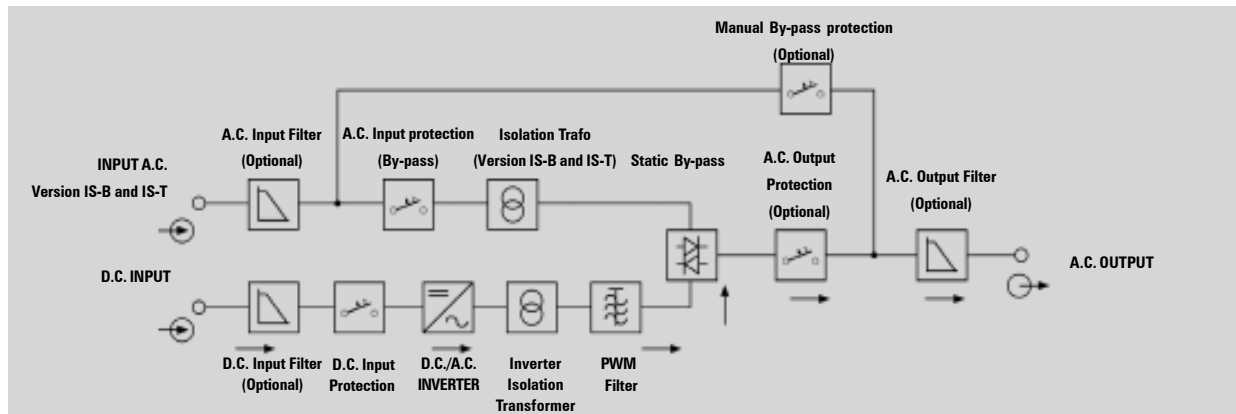 Manual By-pass protection
(Optional)
A.C. Input Filter
(Optional)
A.C. Input protection
(By-pass)
Isolation Trafo
(Version IS-B and IS-T)
Static By-pass
A.C. Output
Protection
(Optional)
A.C. Output Filter
(Optional)
INPUT A.C.
Version IS-B and IS-T
D.C. INPUT
A.C. OUTPUT
D.C. Input Filter
(Optional)
D.C. Input
Protection
D.C./A.C.
INVERTER
Inverter
Isolation
Transformer
PWM
Filter